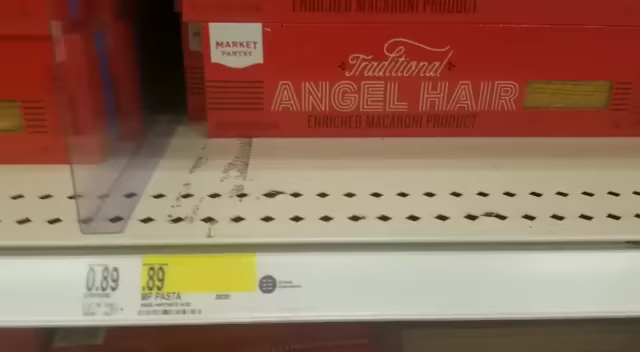 ENRICHED MACARONI PRODUCT
MARKET
PANTRY
Traditional
ANGEL HAIR
ENRICHED MACARONI PRODUCT
0.89
.89
MP PASTA